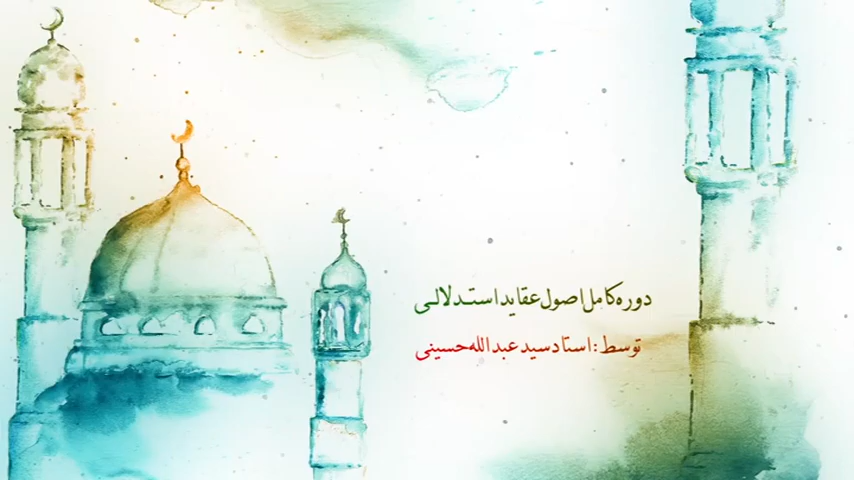 دوره کامل اصول عقاید استدلالی
توسط: استاد سید عبدالله حسینی